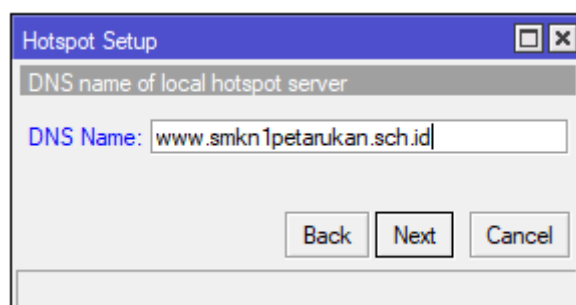 Hotspot Setup
DNS name of local hotspot server
DNS Name: www.smkn1petarukan.sch.id
Back Next Cancel